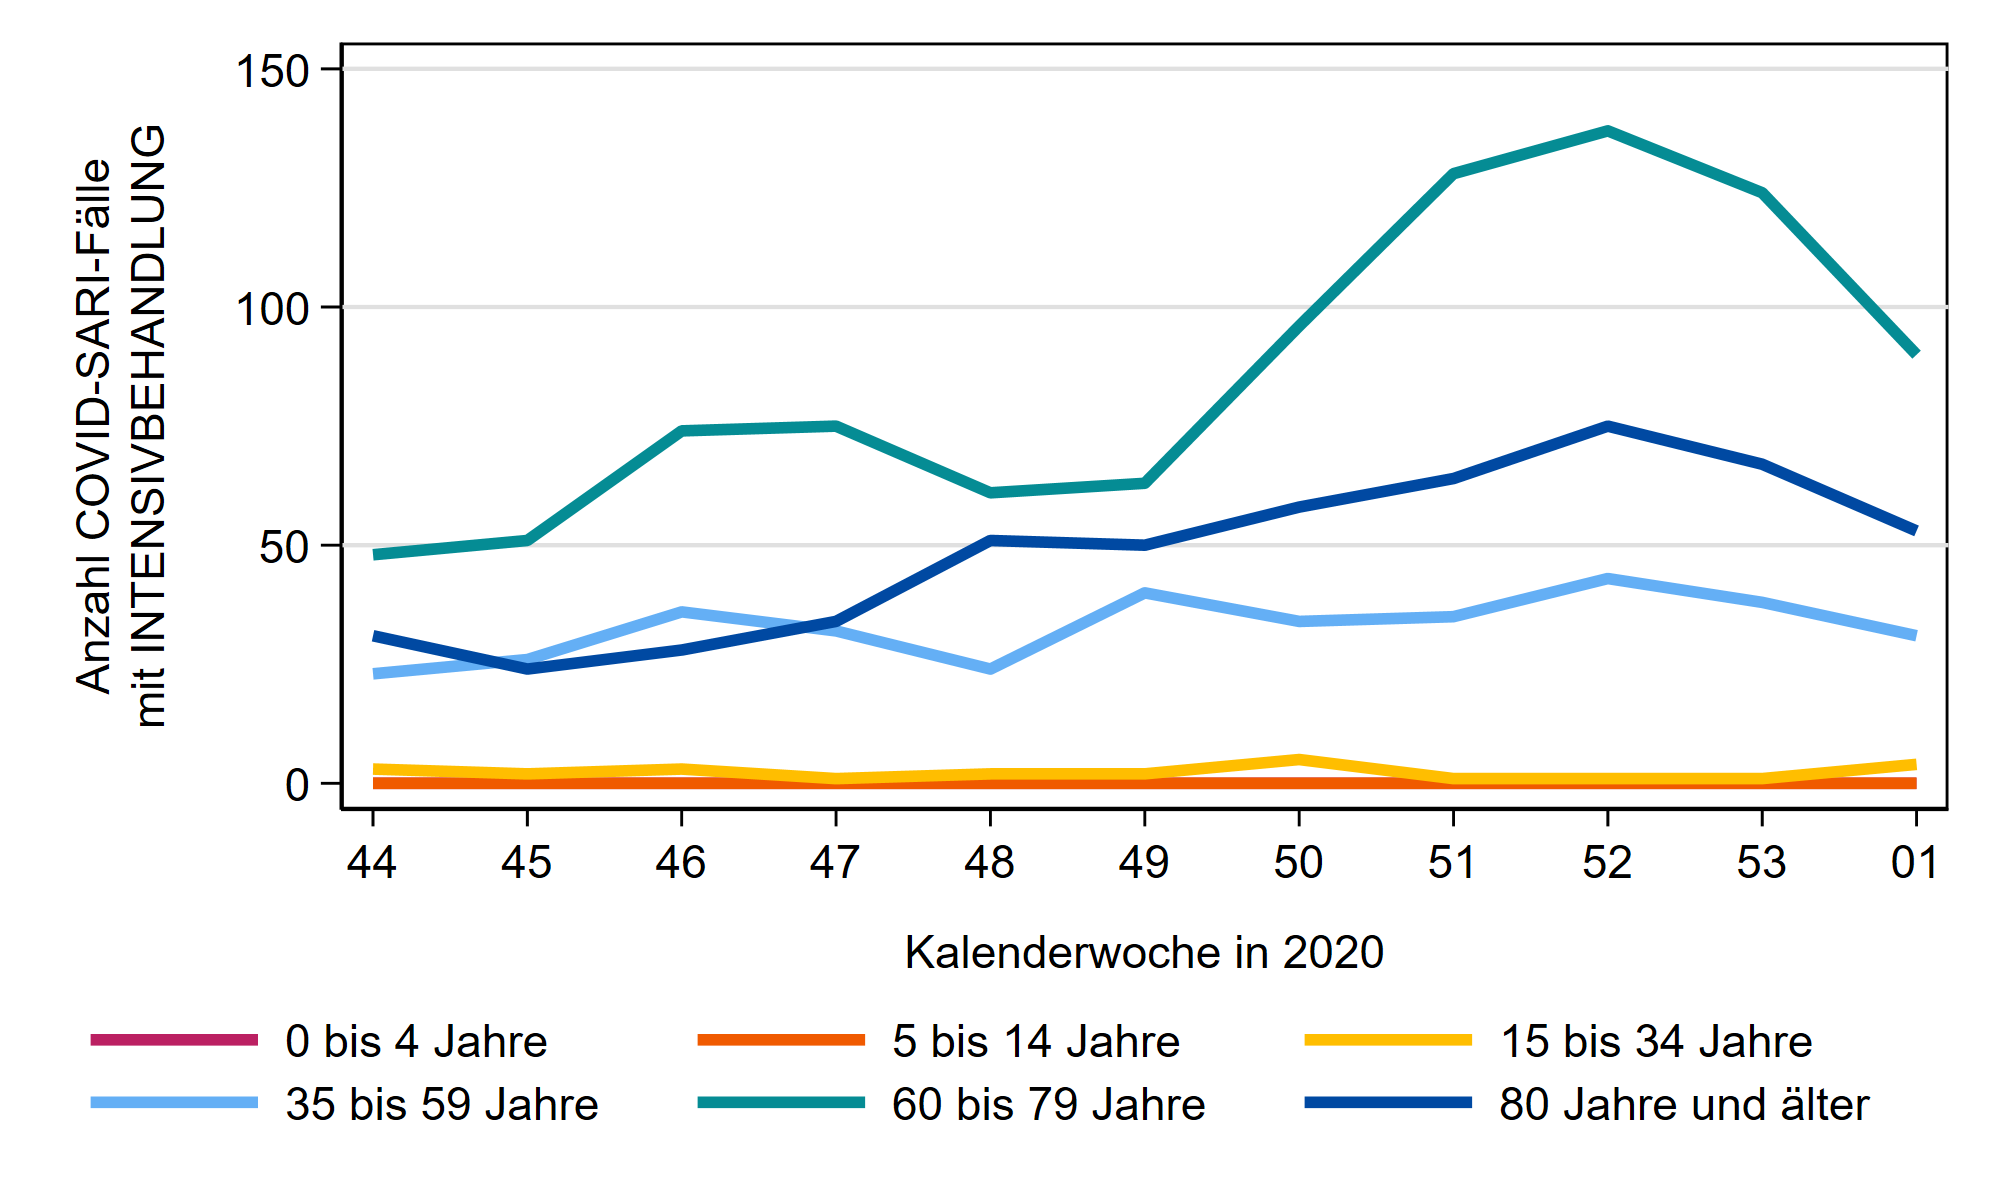 Anzahl COVID-SARI-Fälle
mit INTENSIVBEHANDLUNG
150
100
50
0
44 45 46 47 48 49 50 51 52 53 01
Kalenderwoche in 2020
0 bis 4 Jahre 5 bis 14 Jahre 15 bis 34 Jahre
35 bis 59 Jahre 60 bis 79 Jahre 80 Jahre und älter